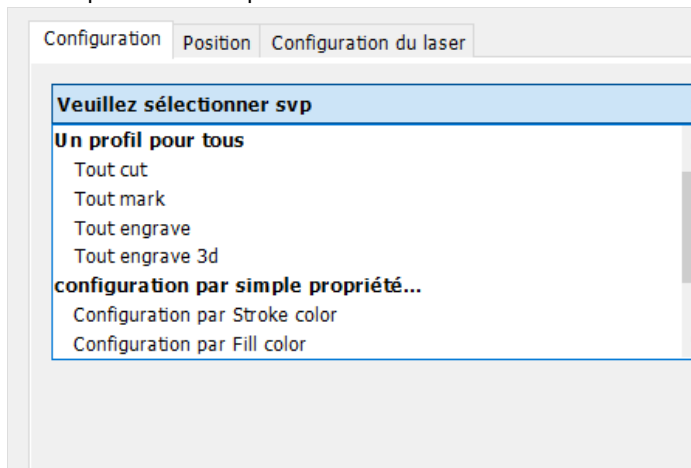 Configuration Position Configuration du laser
Veuillez sélectionner svp
Un profil pour tous
Tout cut
Tout mark
Tout engrave
Tout engrave 3d
configuration par simple propriété...
Configuration par Stroke color
Configuration par Fill color